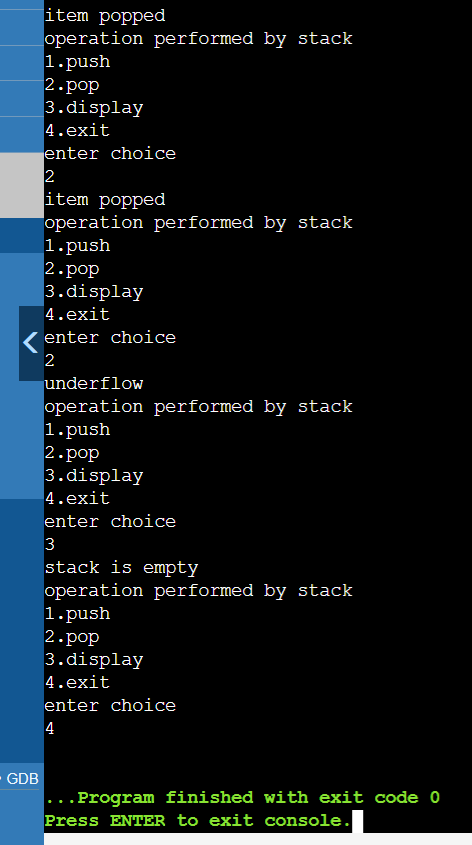 item popped
operation performed by stack
1.push
2.pop
3.display
4.exit
enter choice
2
item popped
operation performed by stack
1.push
2.pop
3.display
4.exit
enter choice
2
underflow
operation performed by stack
1.push
2.pop
3.display
4.exit
enter choice
3
stack is empty
operation performed by stack
1.push
2.pop
3.display
4.exit
enter choice
4
GDB
...Program finished with exit code 0
Press ENTER to exit console.